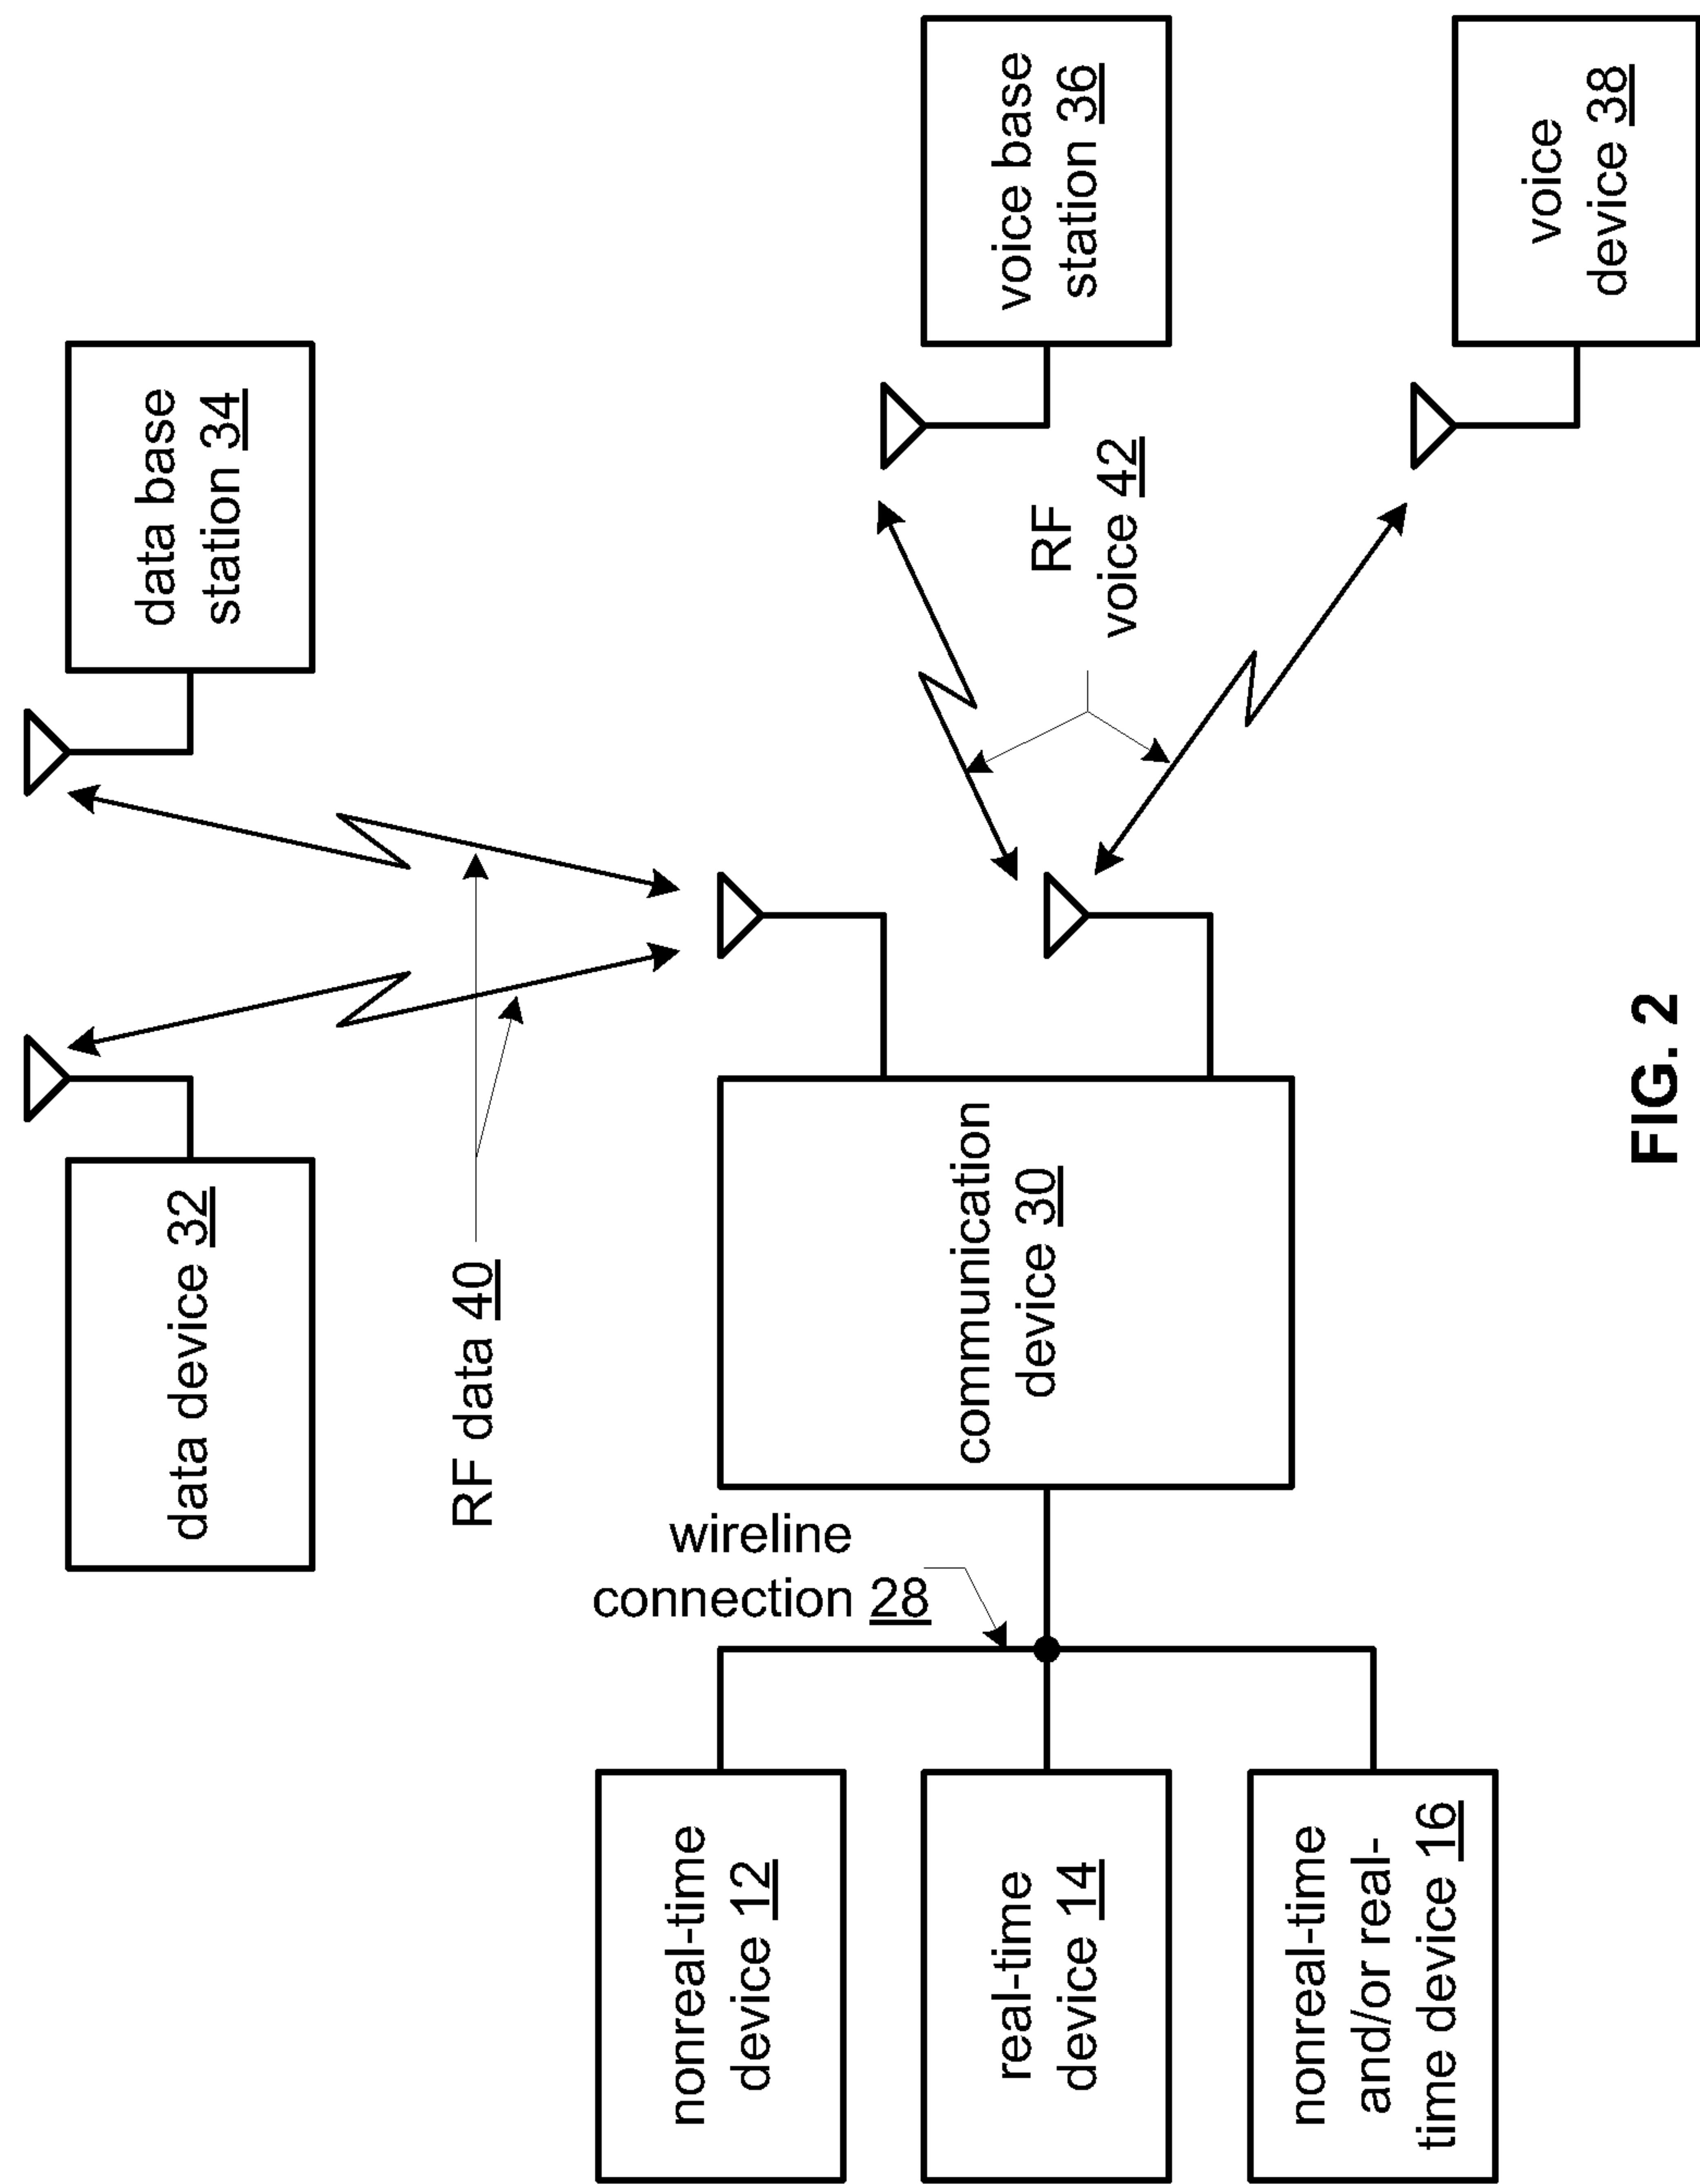 data device 32
data base
station 34
RF data 40
wireline
connection 28
nonreal-time
device 12
communication
device 30
RF
voice 42
voice base
station 36
real-time
device 14
nonreal-time
and/or real-
time device 16
voice
device 38
FIG. 2